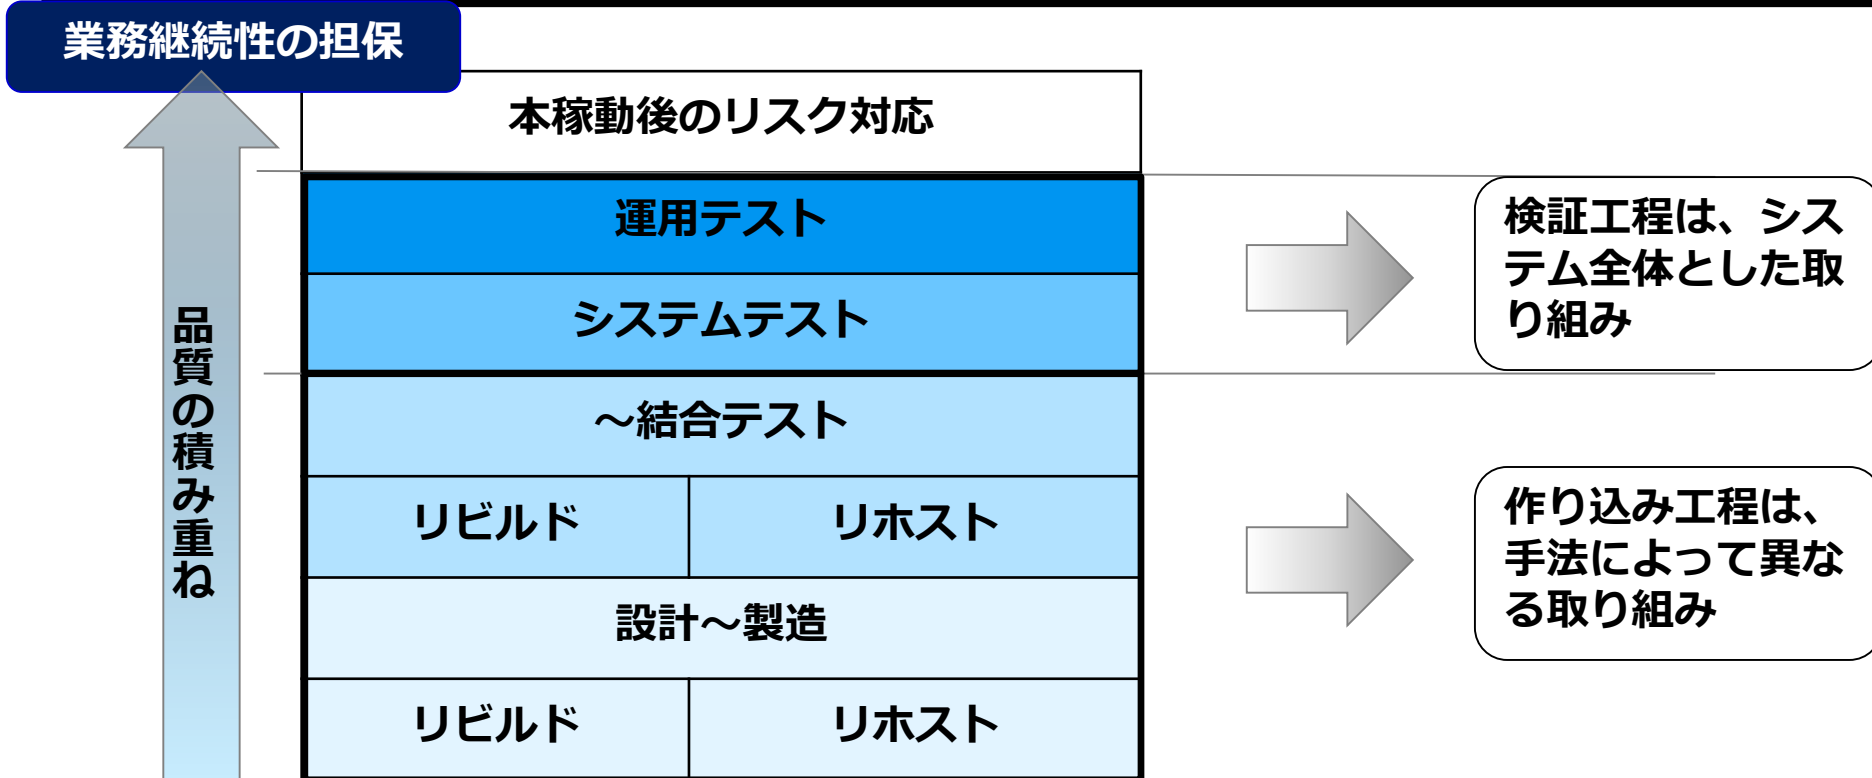 業務継続性の担保
本稼動後のリスク対応
運用テスト
システムテスト
～結合テスト
リビルド
リホスト
設計～製造
リビルド
リホスト
品質の積み重ね
検証工程は、シス
テム全体とした取
り組み
作り込み工程は、
手法によって異な
る取り組み